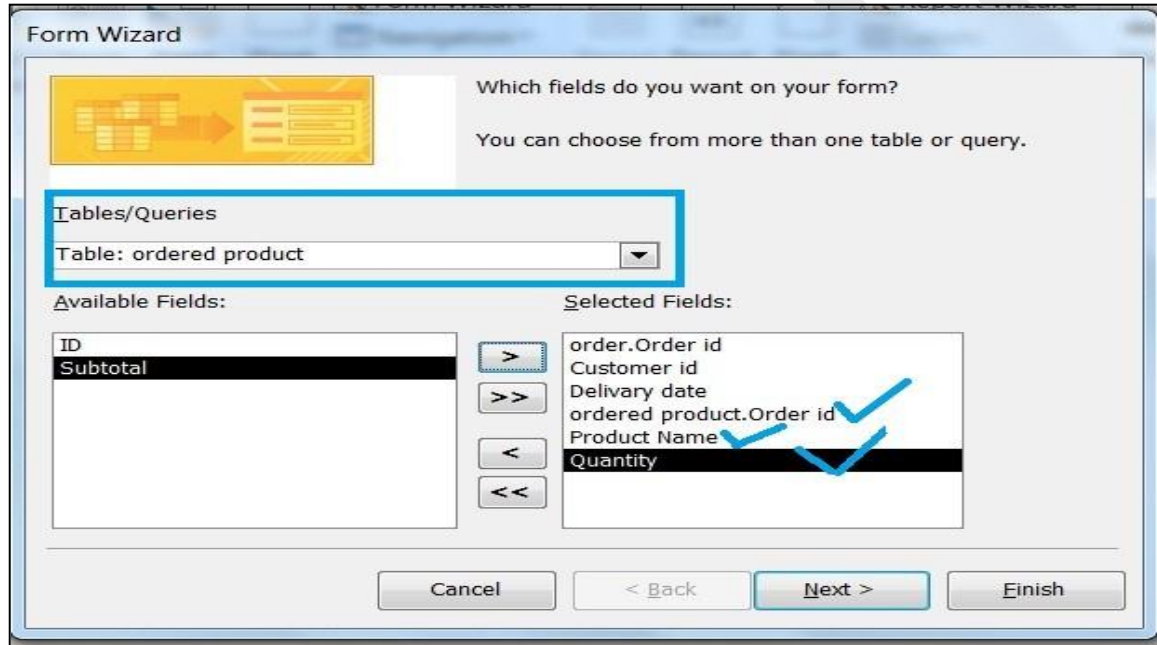 Form Wizard
Which fields do you want on your form?
You can choose from more than one table or query.
Tables/Queries
Table: ordered product
Available Fields:
Selected Fields:
ID
Subtotal
>
>>
<
<<
order.Order id
Customer id
Delivary date
ordered product.Order id
Product Name
Quantity
Cancel
< Back
Next >
Finish